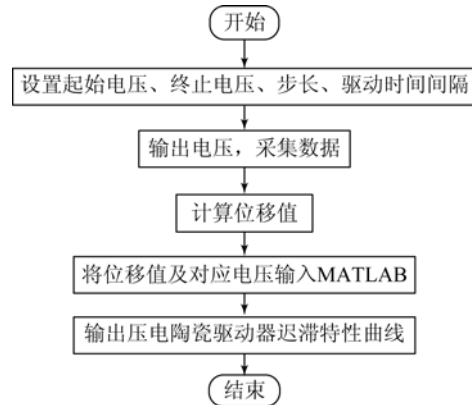 开始
设置起始电压、终止电压、步长、驱动时间间隔
输出电压，采集数据
计算位移值
将位移值及对应电压输入MATLAB
输出压电陶瓷驱动器迟滞特性曲线
结束